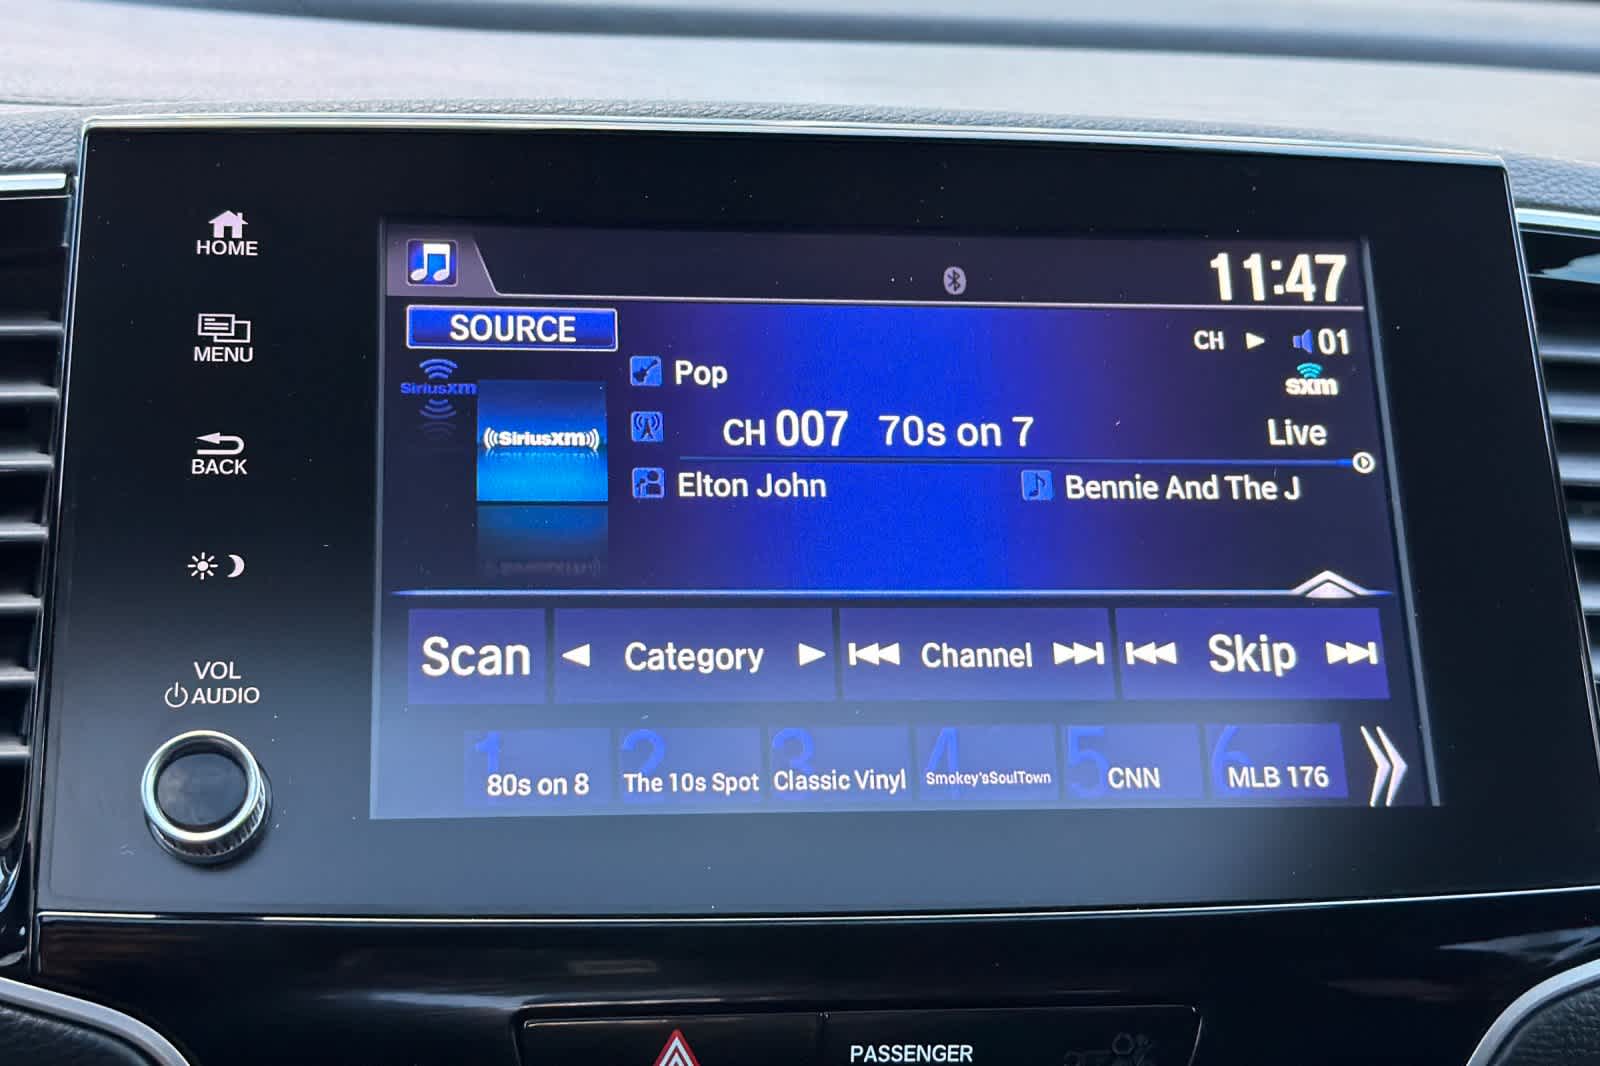 HOME
MENU
BACK
VOL
AUDIO
11:47
SOURCE
CH 01
SiriusXM
sxm
Pop
((SiriusXM))
CH 007 70s on 7
Live
Elton John
Bennie And The J
Scan
Category
Channel
Skip
1 80s on 8
2 The 10s Spot
3 Classic Vinyl
4 Smokey'sSoulTown
5 CNN
6 MLB 176
PASSENGER